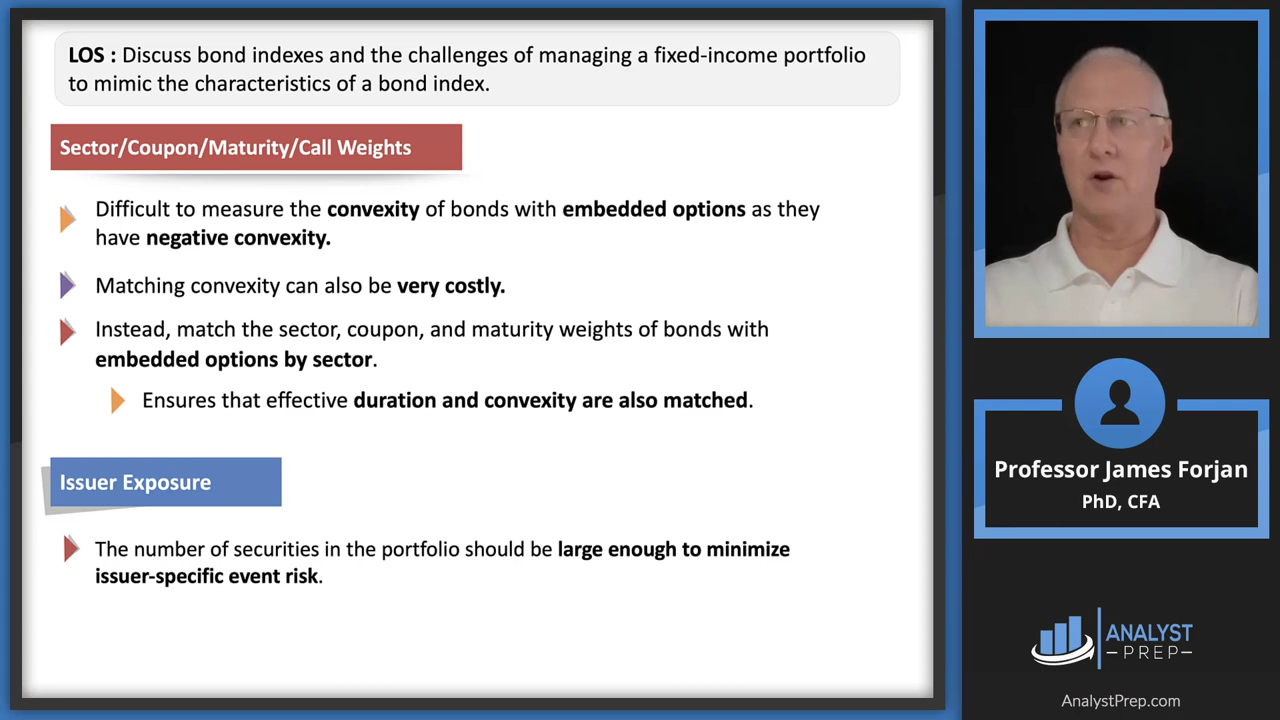 LOS : Discuss bond indexes and the challenges of managing a fixed-income portfolio
to mimic the characteristics of a bond index.
Sector/Coupon/Maturity/Call Weights
Difficult to measure the convexity of bonds with embedded options as they
have negative convexity.
Matching convexity can also be very costly.
Instead, match the sector, coupon, and maturity weights of bonds with
embedded options by sector.
Ensures that effective duration and convexity are also matched.
Issuer Exposure
The number of securities in the portfolio should be large enough to minimize
issuer-specific event risk.
Professor James Forjan
PhD, CFA
ANALYST
—PREP—
AnalystPrep.com